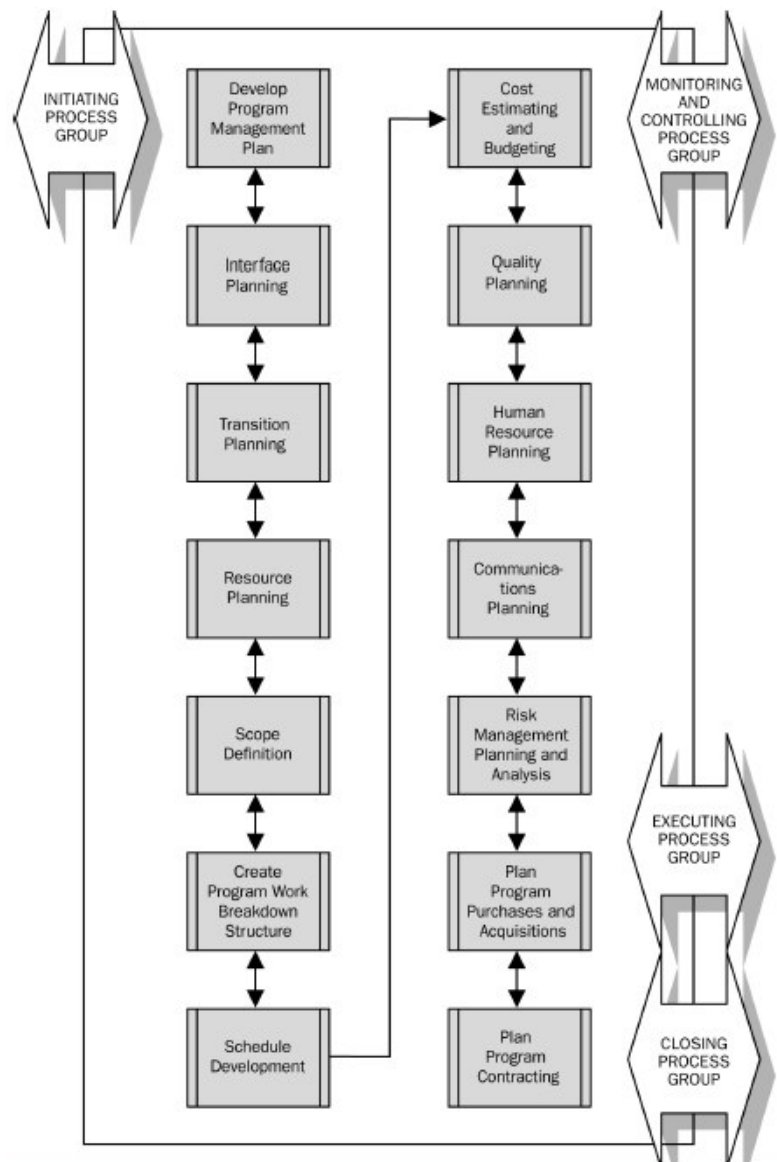 INITIATING
PROCESS
GROUP
Develop
Program
Management
Plan
Interface
Planning
Transition
Planning
Resource
Planning
Scope
Definition
Create
Program Work
Breakdown
Structure
Schedule
Development
Cost
Estimating
and
Budgeting
Quality
Planning
Human
Resource
Planning
Communica-
tions
Planning
Risk
Management
Planning and
Analysis
Plan
Program
Purchases and
Acquisitions
Plan
Program
Contracting
MONITORING
AND
CONTROLLING
PROCESS
GROUP
EXECUTING
PROCESS
GROUP
CLOSING
PROCESS
GROUP